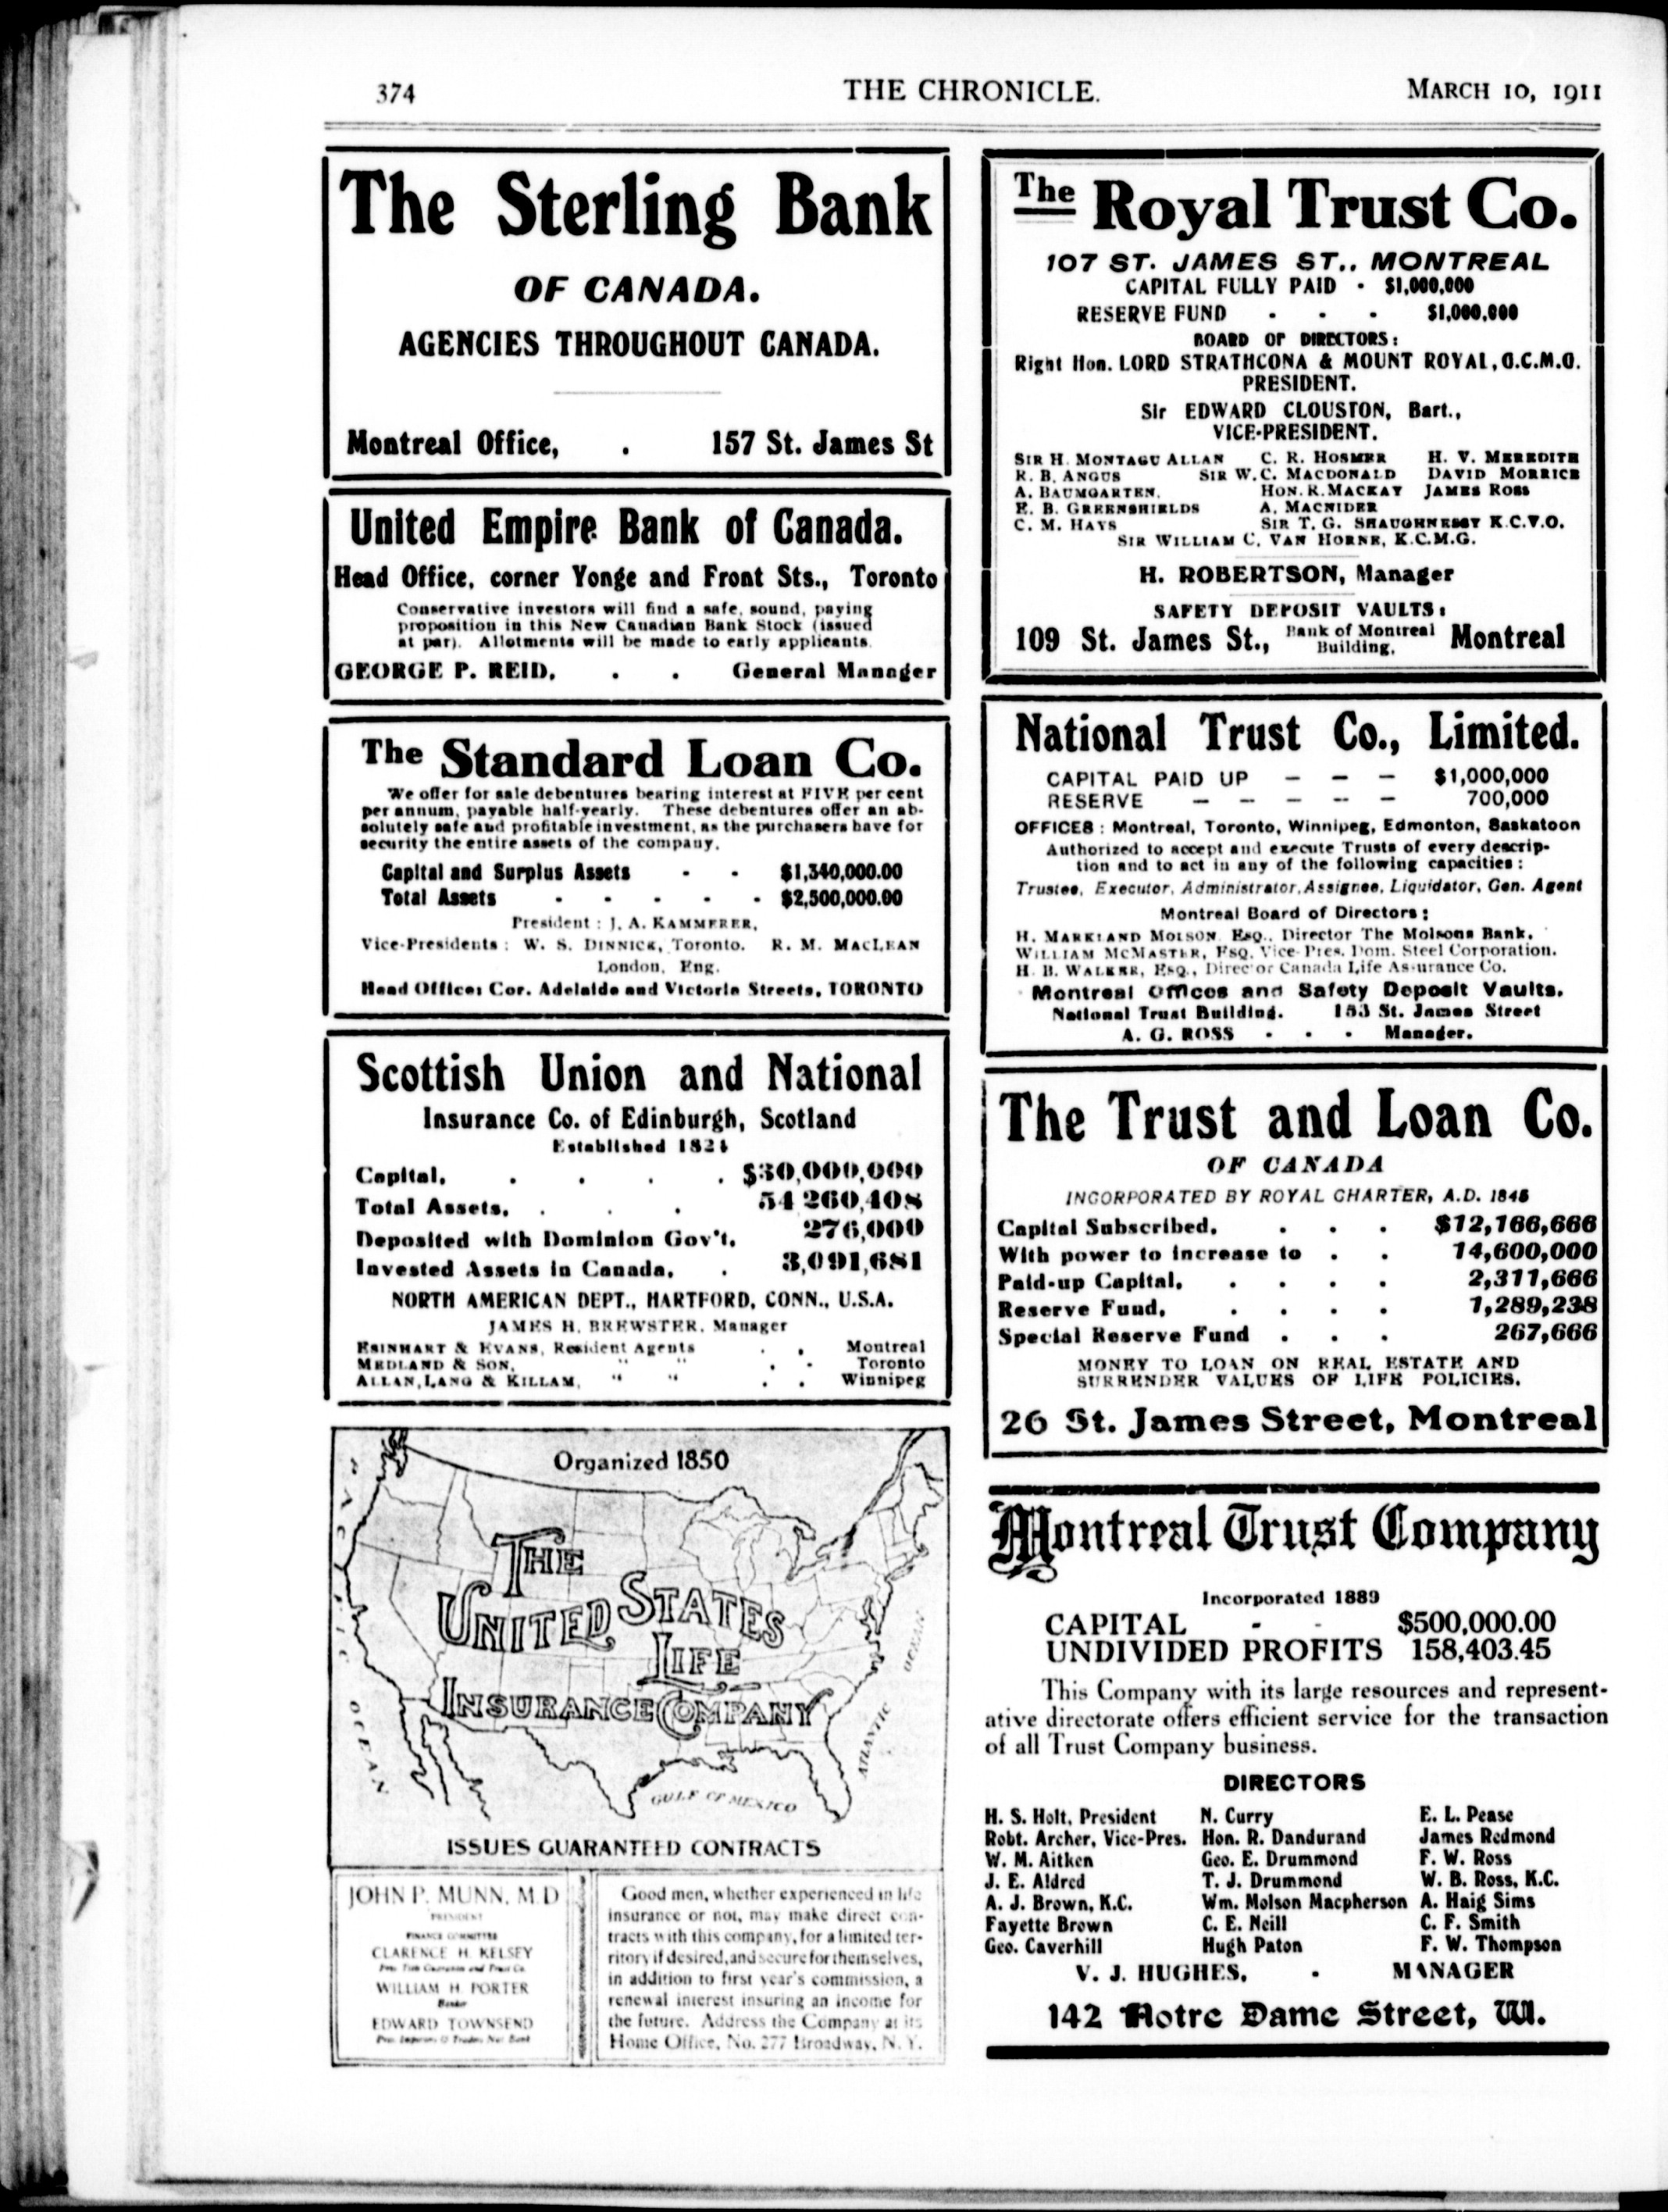 374 THE CHRONICLE. MARCH 10, 1911
The Sterling Bank
OF CANADA.
AGENCIES THROUGHOUT CANADA.
Montreal Office, . 157 St. James St
United Empire Bank of Canada.
Head Office, corner Yonge and Front Sts., Toronto
Conservative investors will find a safe, sound, paying
proposition in this New Canadian Bank Stock (issued
at par). Allotments will be made to early applicants.
GEORGE P. REID, . . General Manager
The Standard Loan Co.
We offer for sale debentures bearing interest at FIVE per cent
per annum, payable half-yearly. These debentures offer an ab-
solutely safe and profitable investment, as the purchasers have for
security the entire assets of the company.
Capital and Surplus Assets - - $1,340,000.00
Total Assets - - - - - $2,500,000.00
President : J. A. KAMMERER,
Vice-Presidents : W. S. DINNICK, Toronto. R. M. MACLEAN
London, Eng.
Head Office: Cor. Adelaide and Victoria Streets, TORONTO
Scottish Union and National
Insurance Co. of Edinburgh, Scotland
Established 1824
Capital, . . . . $30,000,000
Total Assets, . . . 54 260,408
Deposited with Dominion Gov't, 276,000
Invested Assets in Canada, . 3,091,681
NORTH AMERICAN DEPT., HARTFORD, CONN., U.S.A.
JAMES H. BREWSTER, Manager
ESINHART & EVANS, Resident Agents . . Montreal
MEDLAND & SON, " " . . Toronto
ALLAN, LANG & KILLAM, " " . . Winnipeg
Organized 1850
THE
UNITED STATES
LIFE
INSURANCE COMPANY
PACIFIC OCEAN
ATLANTIC OCEAN
GULF OF MEXICO
ISSUES GUARANTEED CONTRACTS
JOHN P. MUNN, M.D
PRESIDENT
FINANCE COMMITTEE
CLARENCE H. KELSEY
Pres. Title Guarantee and Trust Co.
WILLIAM H. PORTER
Banker
EDWARD TOWNSEND
Pres. Importers & Traders Nat. Bank
Good men, whether experienced in life
insurance or not, may make direct con-
tracts with this company, for a limited ter-
ritory if desired, and secure for themselves,
in addition to first year's commission, a
renewal interest insuring an income for
the future. Address the Company at its
Home Office, No. 277 Broadway, N. Y.
The Royal Trust Co.
107 ST. JAMES ST., MONTREAL
CAPITAL FULLY PAID - $1,000,000
RESERVE FUND - - - $1,000,000
BOARD OF DIRECTORS:
Right Hon. LORD STRATHCONA & MOUNT ROYAL, G.C.M.G.
PRESIDENT.
Sir EDWARD CLOUSTON, Bart.,
VICE-PRESIDENT.
SIR H. MONTAGU ALLAN C. R. HOSMER H. V. MEREDITH
R. B. ANGUS SIR W.C. MACDONALD DAVID MORRICE
A. BAUMGARTEN, HON. R. MACKAY JAMES ROSS
E. B. GREENSHIELDS A. MACNIDER
C. M. HAYS SIR T. G. SHAUGHNESSY K.C.V.O.
SIR WILLIAM C. VAN HORNE, K.C.M.G.
H. ROBERTSON, Manager
SAFETY DEPOSIT VAULTS:
109 St. James St., Bank of Montreal Building, Montreal
National Trust Co., Limited.
CAPITAL PAID UP — — — $1,000,000
RESERVE — — — — — 700,000
OFFICES : Montreal, Toronto, Winnipeg, Edmonton, Saskatoon
Authorized to accept and execute Trusts of every descrip-
tion and to act in any of the following capacities :
Trustee, Executor, Administrator, Assignee, Liquidator, Gen. Agent
Montreal Board of Directors :
H. MARKLAND MOLSON, ESQ., Director The Molsons Bank.
WILLIAM MCMASTER, ESQ. Vice-Pres. Dom. Steel Corporation.
H. B. WALKER, ESQ., Director Canada Life Assurance Co.
Montreal Offices and Safety Deposit Vaults.
National Trust Building. 153 St. James Street
A. G. ROSS - - - Manager.
The Trust and Loan Co.
OF CANADA
INCORPORATED BY ROYAL CHARTER, A.D. 1845
Capital Subscribed, . . . $12,166,666
With power to increase to . . 14,600,000
Paid-up Capital, . . . . 2,311,666
Reserve Fund, . . . . 1,289,238
Special Reserve Fund . . . 267,666
MONEY TO LOAN ON REAL ESTATE AND
SURRENDER VALUES OF LIFE POLICIES.
26 St. James Street, Montreal
Montreal Trust Company
Incorporated 1889
CAPITAL - - $500,000.00
UNDIVIDED PROFITS 158,403.45
This Company with its large resources and represent-
ative directorate offers efficient service for the transaction
of all Trust Company business.
DIRECTORS
H. S. Holt, President N. Curry E. L. Pease
Robt. Archer, Vice-Pres. Hon. R. Dandurand James Redmond
W. M. Aitken Geo. E. Drummond F. W. Ross
J. E. Aldred T. J. Drummond W. B. Ross, K.C.
A. J. Brown, K.C. Wm. Molson Macpherson A. Haig Sims
Fayette Brown C. E. Neill C. F. Smith
Geo. Caverhill Hugh Paton F. W. Thompson
V. J. HUGHES, - MANAGER
142 Notre Dame Street, W.